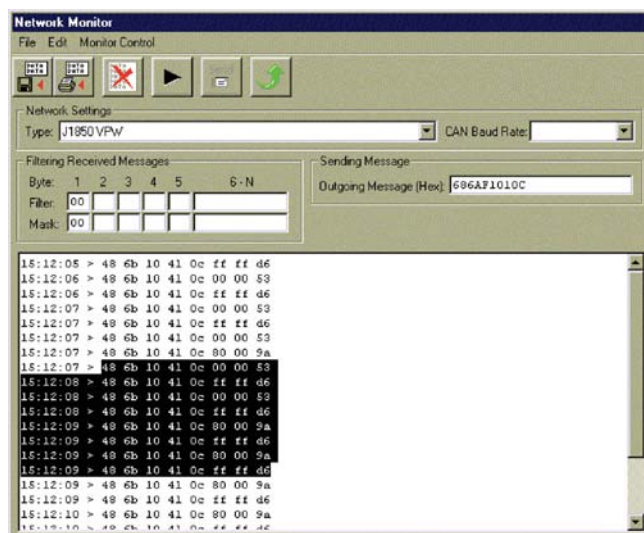 Network Monitor
File Edit Monitor Control
Network Settings
Type: J1850 VPW CAN Baud Rate:
Filtering Received Messages
Byte: 1 2 3 4 5 6 - N
Filter: 00
Mask: 00
Sending Message
Outgoing Message (Hex): 686AF1010C
15:12:05 > 48 6b 10 41 0c ff ff d6
15:12:06 > 48 6b 10 41 0c 00 00 53
15:12:06 > 48 6b 10 41 0c ff ff d6
15:12:07 > 48 6b 10 41 0c 00 00 53
15:12:07 > 48 6b 10 41 0c ff ff d6
15:12:07 > 48 6b 10 41 0c 00 00 53
15:12:07 > 48 6b 10 41 0c 80 00 9a
15:12:07 > 48 6b 10 41 0c 00 00 53
15:12:08 > 48 6b 10 41 0c ff ff d6
15:12:08 > 48 6b 10 41 0c 00 00 53
15:12:08 > 48 6b 10 41 0c ff ff d6
15:12:09 > 48 6b 10 41 0c 80 00 9a
15:12:09 > 48 6b 10 41 0c ff ff d6
15:12:09 > 48 6b 10 41 0c 80 00 9a
15:12:09 > 48 6b 10 41 0c ff ff d6
15:12:09 > 48 6b 10 41 0c 80 00 9a
15:12:09 > 48 6b 10 41 0c ff ff d6
15:12:10 > 48 6b 10 41 0c 80 00 9a
15:12:10 > 48 6b 10 41 0c ff ff d6